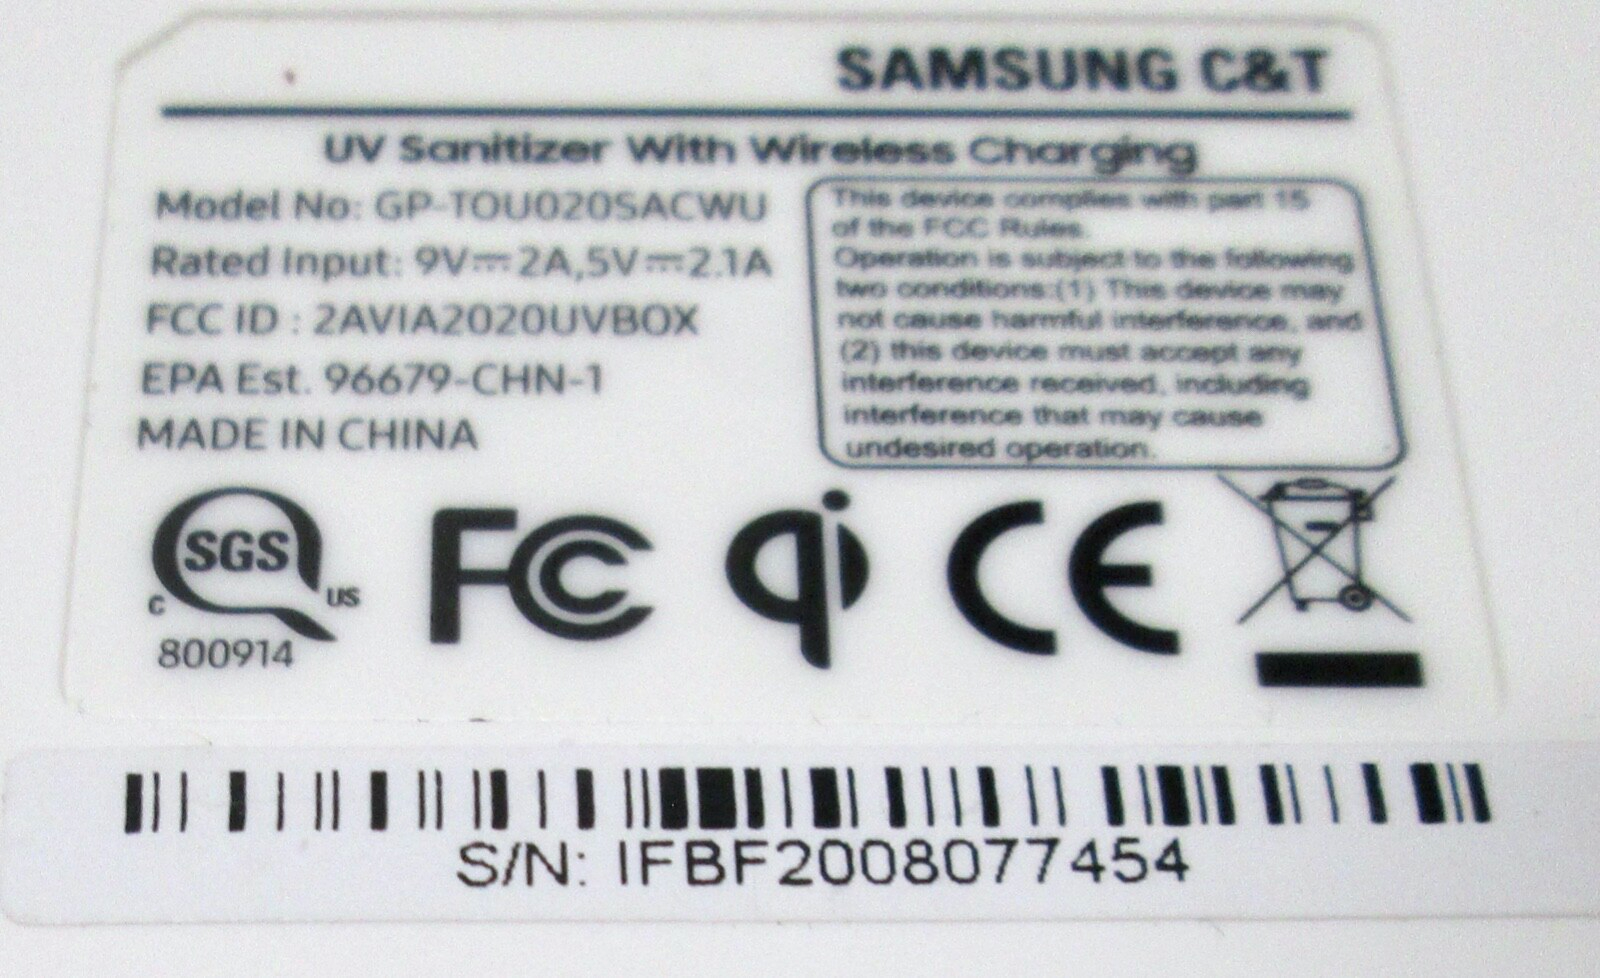 SAMSUNG C&T
UV Sanitizer With Wireless Charging
Model No: GP-TOU020SACWU
Rated Input: 9V⎓2A,5V⎓2.1A
FCC ID : 2AVIA2020UVBOX
EPA Est. 96679-CHN-1
MADE IN CHINA
This device complies with part 15
of the FCC Rules.
Operation is subject to the following
two conditions:(1) This device may
not cause harmful interference, and
(2) this device must accept any
interference received, including
interference that may cause
undesired operation.
SGS
C US
800914
FC
qi
CE
S/N: IFBF2008077454